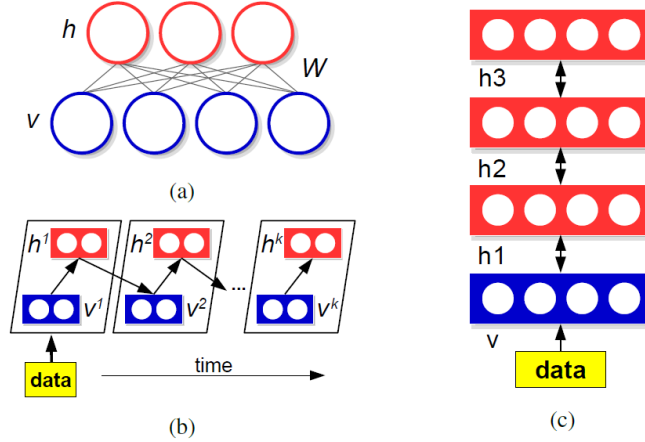 h
W
v
(a)
h1 h2 hk
...
v1 v2 vk
data
time
(b)
h3
h2
h1
v
data
(c)